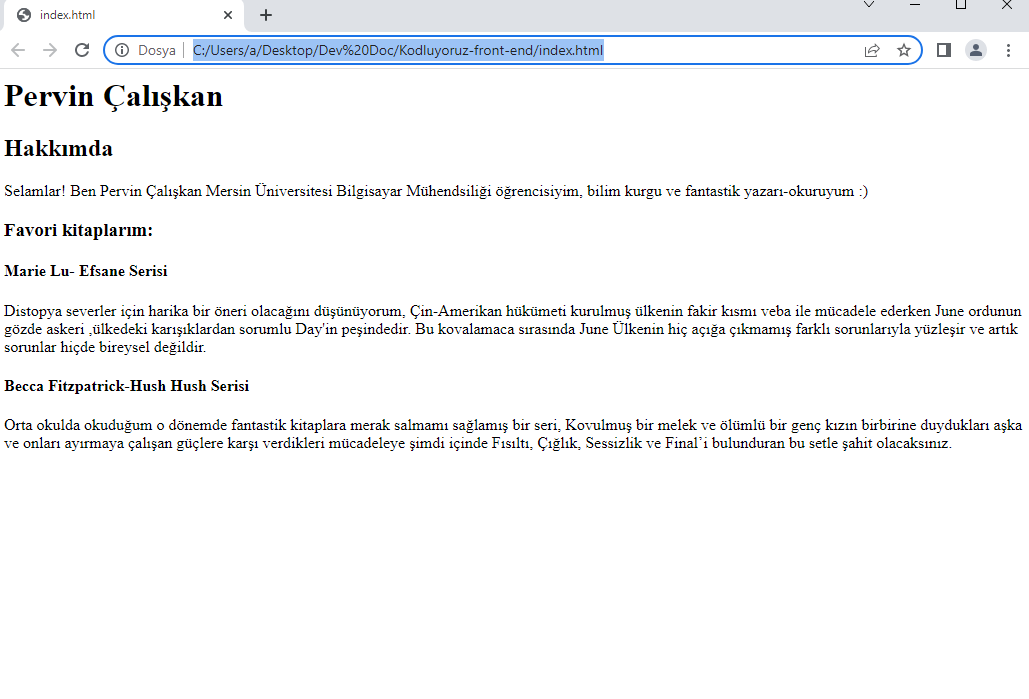 index.html
Dosya
C:/Users/a/Desktop/Dev%20Doc/Kodluyoruz-front-end/index.html
Pervin Çalışkan
Hakkımda
Selamlar! Ben Pervin Çalışkan Mersin Üniversitesi Bilgisayar Mühendsiliği öğrencisiyim, bilim kurgu ve fantastik yazarı-okuruyum :)
Favori kitaplarım:
Marie Lu- Efsane Serisi
Distopya severler için harika bir öneri olacağını düşünüyorum, Çin-Amerikan hükümeti kurulmuş ülkenin fakir kısmı veba ile mücadele ederken June ordunun
gözde askeri ,ülkedeki karışıklardan sorumlu Day'in peşindedir. Bu kovalamaca sırasında June Ülkenin hiç açığa çıkmamış farklı sorunlarıyla yüzleşir ve artık
sorunlar hiçde bireysel değildir.
Becca Fitzpatrick-Hush Hush Serisi
Orta okulda okuduğum o dönemde fantastik kitaplara merak salmamı sağlamış bir seri, Kovulmuş bir melek ve ölümlü bir genç kızın birbirine duydukları aşka
ve onları ayırmaya çalışan güçlere karşı verdikleri mücadeleye şimdi içinde Fısıltı, Çığlık, Sessizlik ve Final’i bulunduran bu setle şahit olacaksınız.